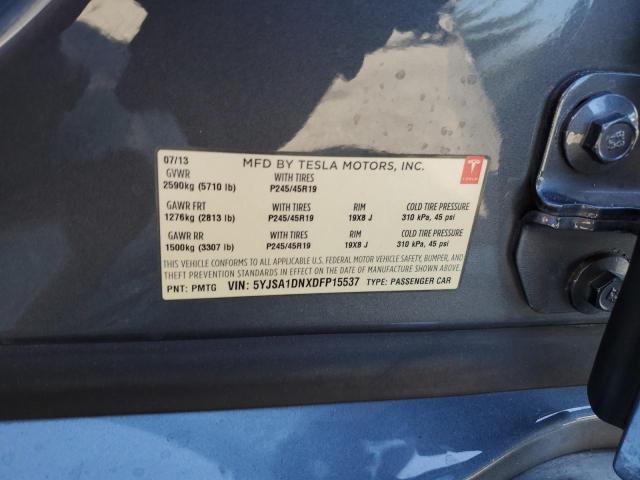 07/13 MFD BY TESLA MOTORS, INC.
GVWR WITH TIRES
2590kg (5710 lb) P245/45R19
TESLA
GAWR FRT WITH TIRES RIM COLD TIRE PRESSURE
1276kg (2813 lb) P245/45R19 19X8 J 310 kPa, 45 psi
GAWR RR WITH TIRES RIM COLD TIRE PRESSURE
1500kg (3307 lb) P245/45R19 19X8 J 310 kPa, 45 psi
THIS VEHICLE CONFORMS TO ALL APPLICABLE U.S. FEDERAL MOTOR VEHICLE SAFETY, BUMPER, AND
THEFT PREVENTION STANDARDS IN EFFECT ON THE DATE OF MANUFACTURE SHOWN ABOVE.
PNT: PMTG VIN: 5YJSA1DNXDFP15537 TYPE: PASSENGER CAR